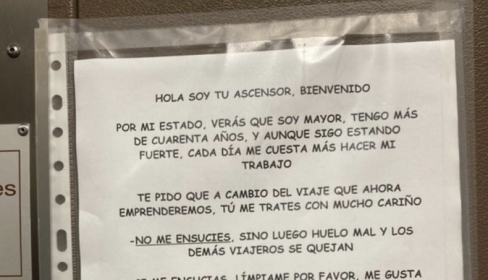 HOLA SOY TU ASCENSOR, BIENVENIDO
POR MI ESTADO, VERÁS QUE SOY MAYOR, TENGO MÁS
DE CUARENTA AÑOS, Y AUNQUE SIGO ESTANDO
FUERTE, CADA DÍA ME CUESTA MÁS HACER MI
TRABAJO
TE PIDO QUE A CAMBIO DEL VIAJE QUE AHORA
EMPRENDEREMOS, TÚ ME TRATES CON MUCHO CARIÑO
-NO ME ENSUCIES, SINO LUEGO HUELO MAL Y LOS
DEMÁS VIAJEROS SE QUEJAN
ME ENSUCIAS, LÍMPIAME POR FAVOR, ME GUSTA
es